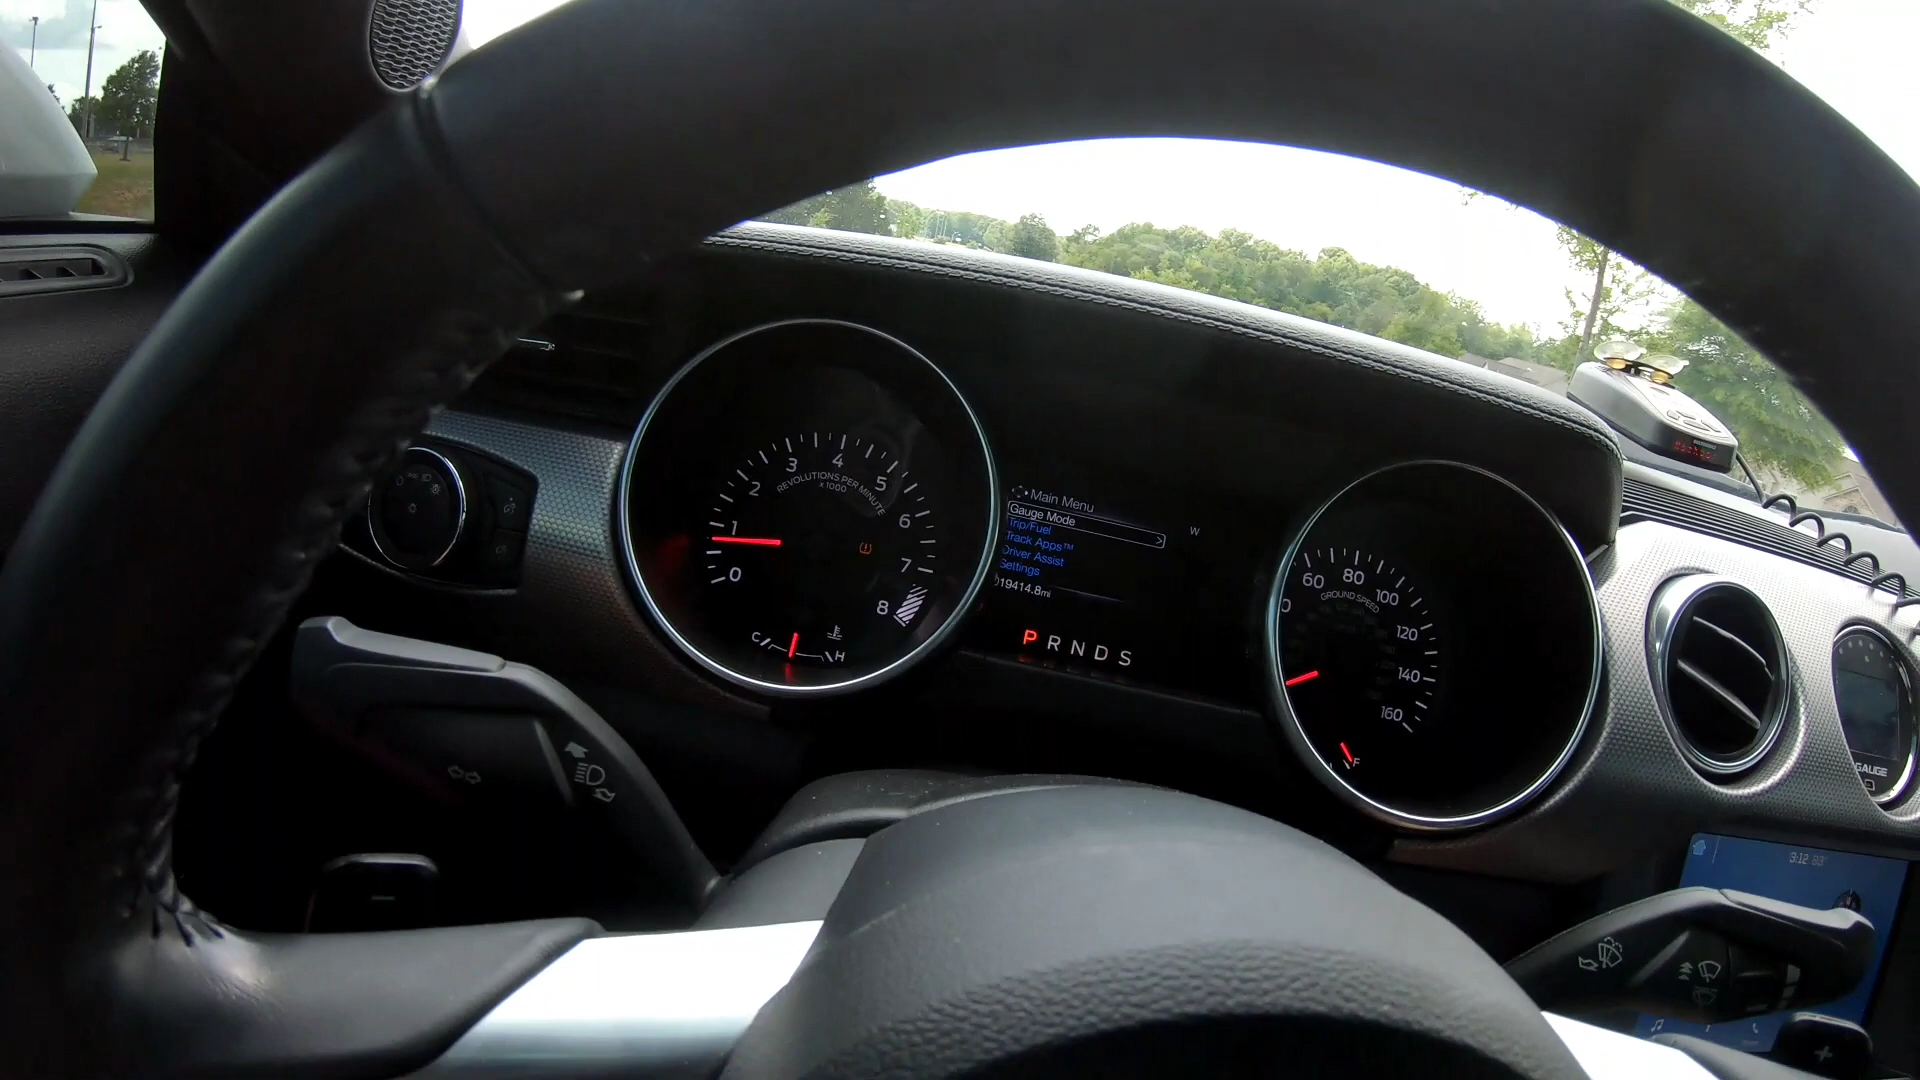 0 1 2 3 4 5 6 7 8
REVOLUTIONS PER MINUTE
x 1000
C H
Main Menu
Gauge Mode
Trip/Fuel
Track Apps™
Driver Assist
Settings
19414.8mi
W
P R N D S
60 80 100 120 140 160
GROUND SPEED
F
GAUGE